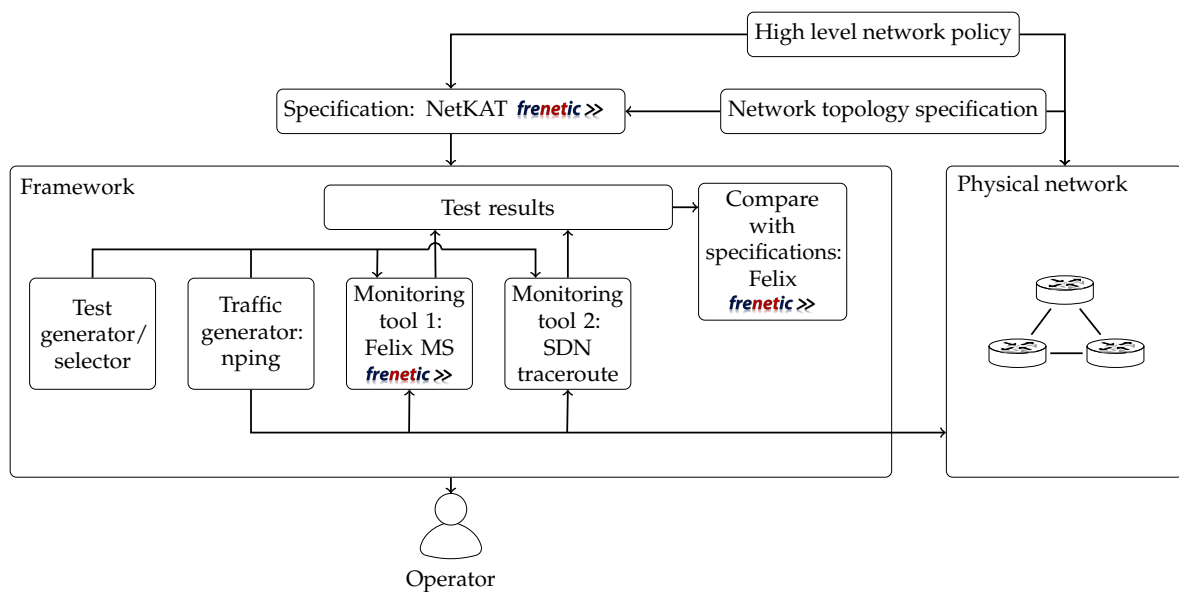 High level network policy
Specification: NetKAT frenetic >>
Network topology specification
Framework
Physical network
Test results
Compare
with
specifications:
Felix
frenetic >>
Test
generator/
selector
Traffic
generator:
nping
Monitoring
tool 1:
Felix MS
frenetic >>
Monitoring
tool 2:
SDN
traceroute
Operator